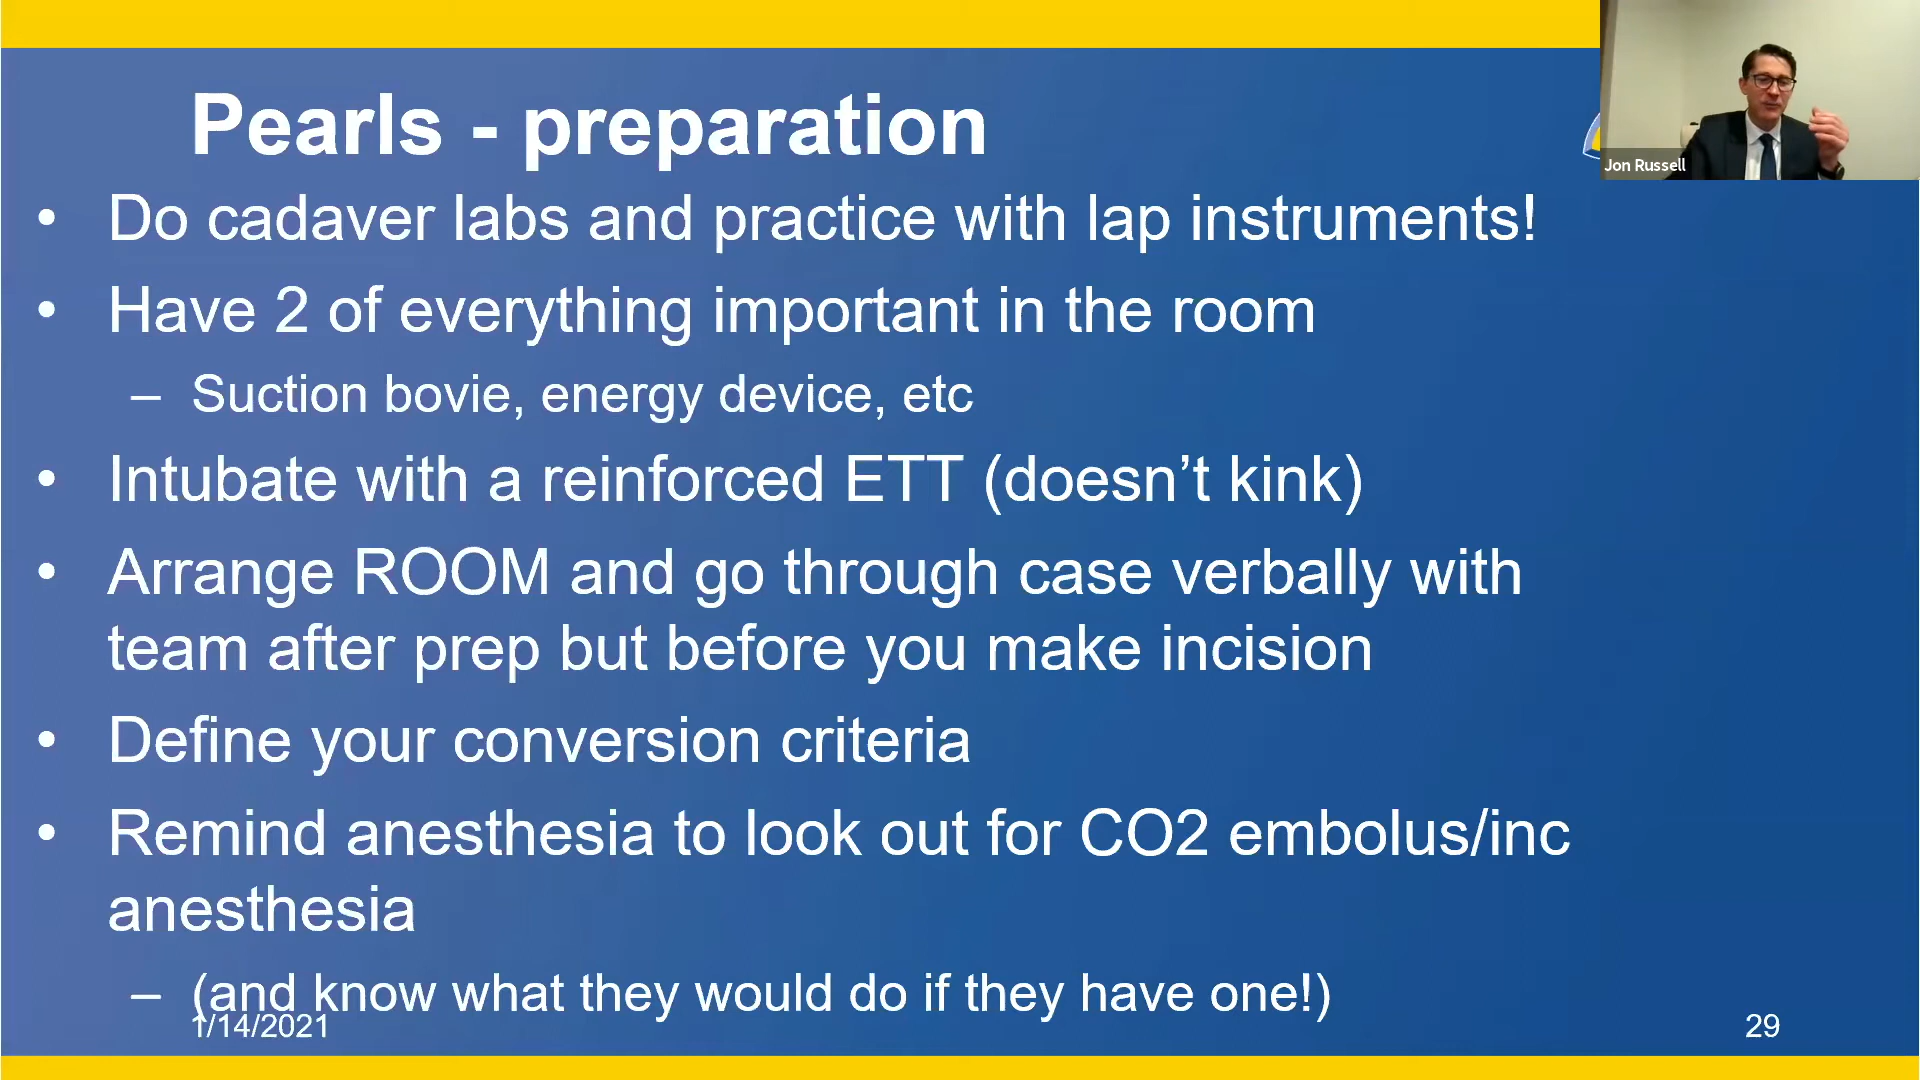 Pearls - preparation
Jon Russell
• Do cadaver labs and practice with lap instruments!
• Have 2 of everything important in the room
– Suction bovie, energy device, etc
• Intubate with a reinforced ETT (doesn’t kink)
• Arrange ROOM and go through case verbally with
team after prep but before you make incision
• Define your conversion criteria
• Remind anesthesia to look out for CO2 embolus/inc
anesthesia
– (and know what they would do if they have one!)
1/14/2021
29